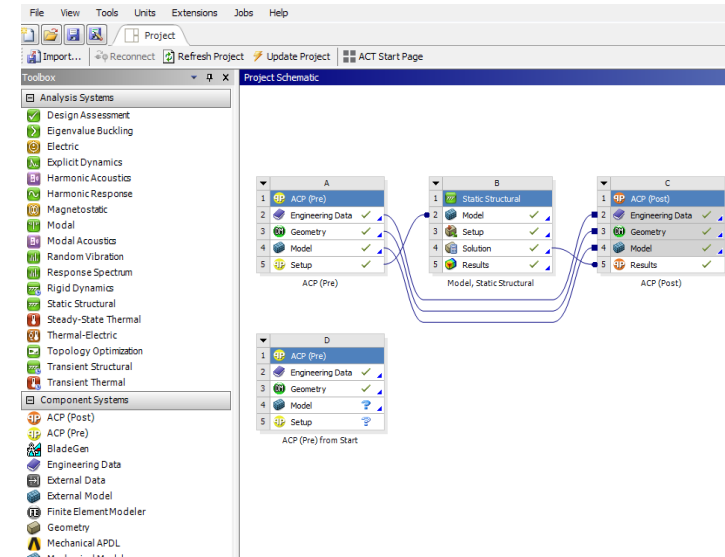 File View Tools Units Extensions Jobs Help
Project
Import... Reconnect Refresh Project Update Project ACT Start Page
Toolbox
Project Schematic
Analysis Systems
Design Assessment
Eigenvalue Buckling
Electric
Explicit Dynamics
Harmonic Acoustics
Harmonic Response
Magnetostatic
Modal
Modal Acoustics
Random Vibration
Response Spectrum
Rigid Dynamics
Static Structural
Steady-State Thermal
Thermal-Electric
Topology Optimization
Transient Structural
Transient Thermal
Component Systems
ACP (Post)
ACP (Pre)
BladeGen
Engineering Data
External Data
External Model
Finite Element Modeler
Geometry
Mechanical APDL
A
1 ACP (Pre)
2 Engineering Data
3 Geometry
4 Model
5 Setup
ACP (Pre)
B
1 Static Structural
2 Model
3 Setup
4 Solution
5 Results
Model, Static Structural
C
1 ACP (Post)
2 Engineering Data
3 Geometry
4 Model
5 Results
ACP (Post)
D
1 ACP (Pre)
2 Engineering Data
3 Geometry
4 Model ?
5 Setup ?
ACP (Pre) from Start